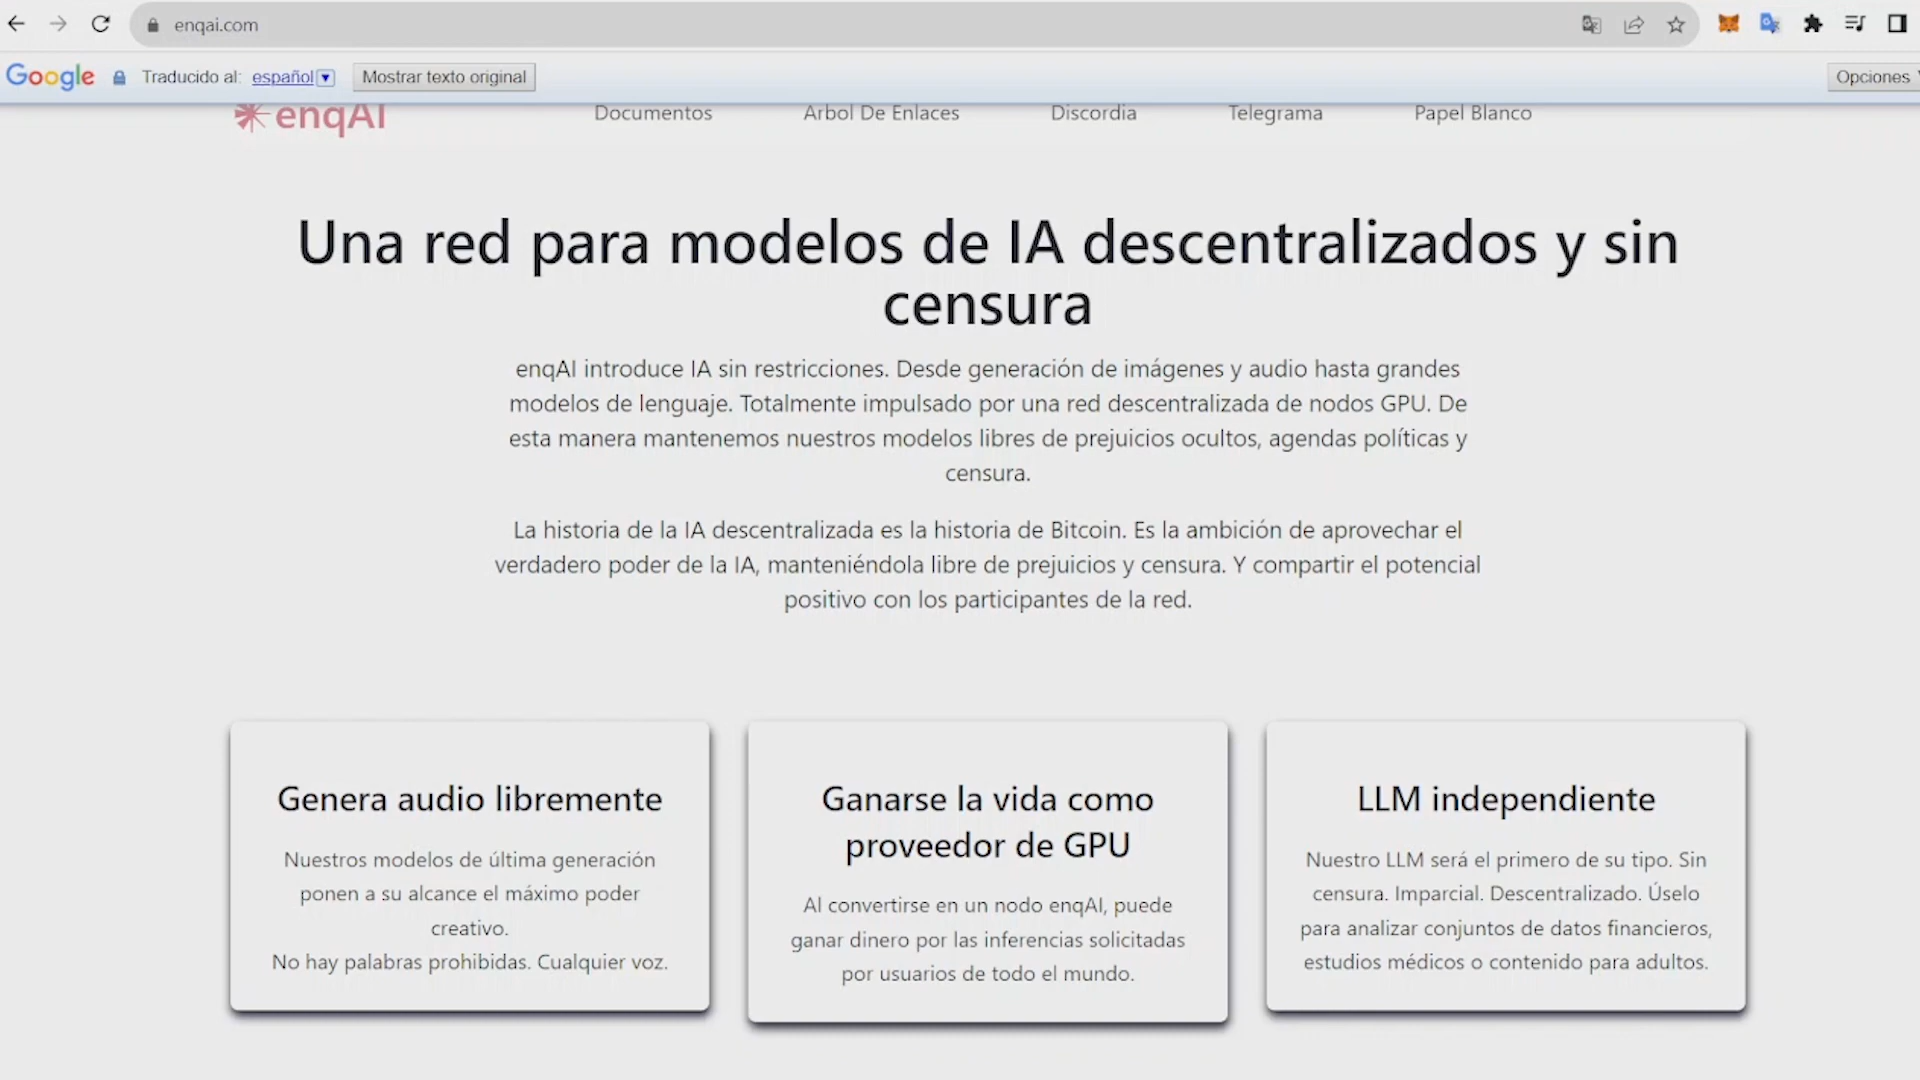 enqai.com
Google
Traducido al: español
Mostrar texto original
Opciones
enqAI
Documentos
Arbol De Enlaces
Discordia
Telegrama
Papel Blanco
Una red para modelos de IA descentralizados y sin
censura
enqAI introduce IA sin restricciones. Desde generación de imágenes y audio hasta grandes
modelos de lenguaje. Totalmente impulsado por una red descentralizada de nodos GPU. De
esta manera mantenemos nuestros modelos libres de prejuicios ocultos, agendas políticas y
censura.
La historia de la IA descentralizada es la historia de Bitcoin. Es la ambición de aprovechar el
verdadero poder de la IA, manteniéndola libre de prejuicios y censura. Y compartir el potencial
positivo con los participantes de la red.
Genera audio libremente
Nuestros modelos de última generación
ponen a su alcance el máximo poder
creativo.
No hay palabras prohibidas. Cualquier voz.
Ganarse la vida como
proveedor de GPU
Al convertirse en un nodo enqAI, puede
ganar dinero por las inferencias solicitadas
por usuarios de todo el mundo.
LLM independiente
Nuestro LLM será el primero de su tipo. Sin
censura. Imparcial. Descentralizado. Úselo
para analizar conjuntos de datos financieros,
estudios médicos o contenido para adultos.